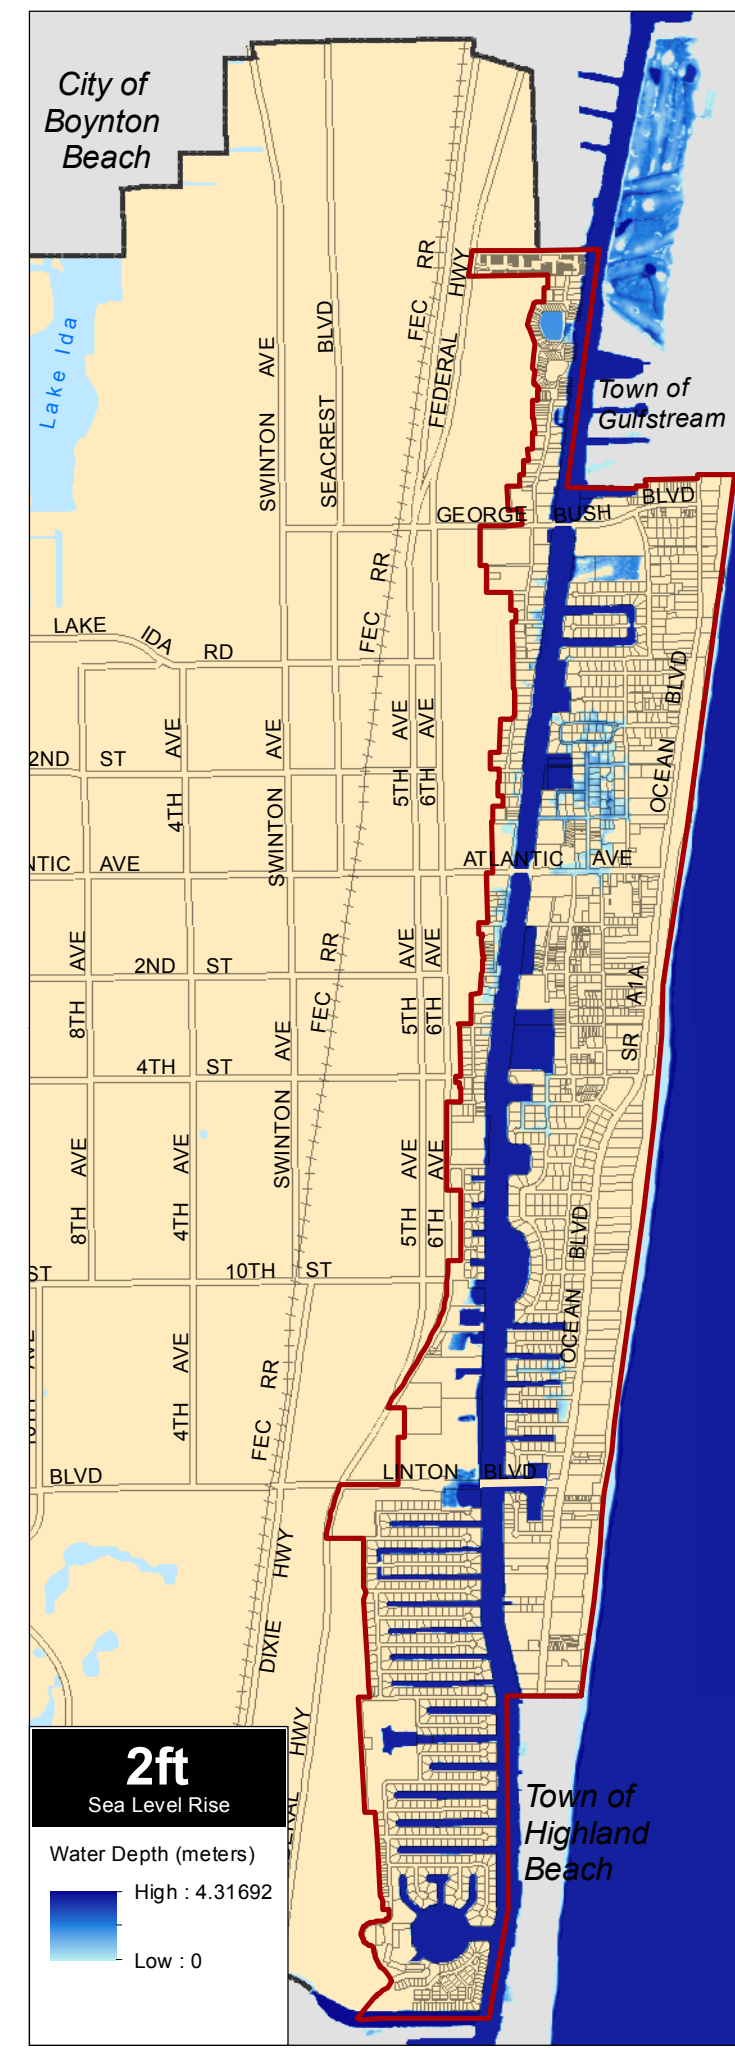 City of
Boynton
Beach
Lake Ida
SWINTON AVE
SEACREST BLVD
FEC RR
FEDERAL HWY
Town of
Gulfstream
GEORGE BUSH BLVD
FEC RR
LAKE IDA RD
OCEAN BLVD
2ND ST
4TH AVE
SWINTON AVE
5TH AVE
6TH AVE
NTIC AVE
ATLANTIC AVE
8TH AVE
2ND ST
FEC RR
5TH AVE
6TH AVE
SR A1A
4TH ST
SWINTON AVE
8TH AVE
4TH AVE
5TH AVE
6TH AVE
OCEAN BLVD
ST
10TH ST
4TH AVE
FEC RR
BLVD
LINTON BLVD
DIXIE HWY
HWY
2ft
Sea Level Rise
Water Depth (meters)
High : 4.31692
Low : 0
Town of
Highland
Beach